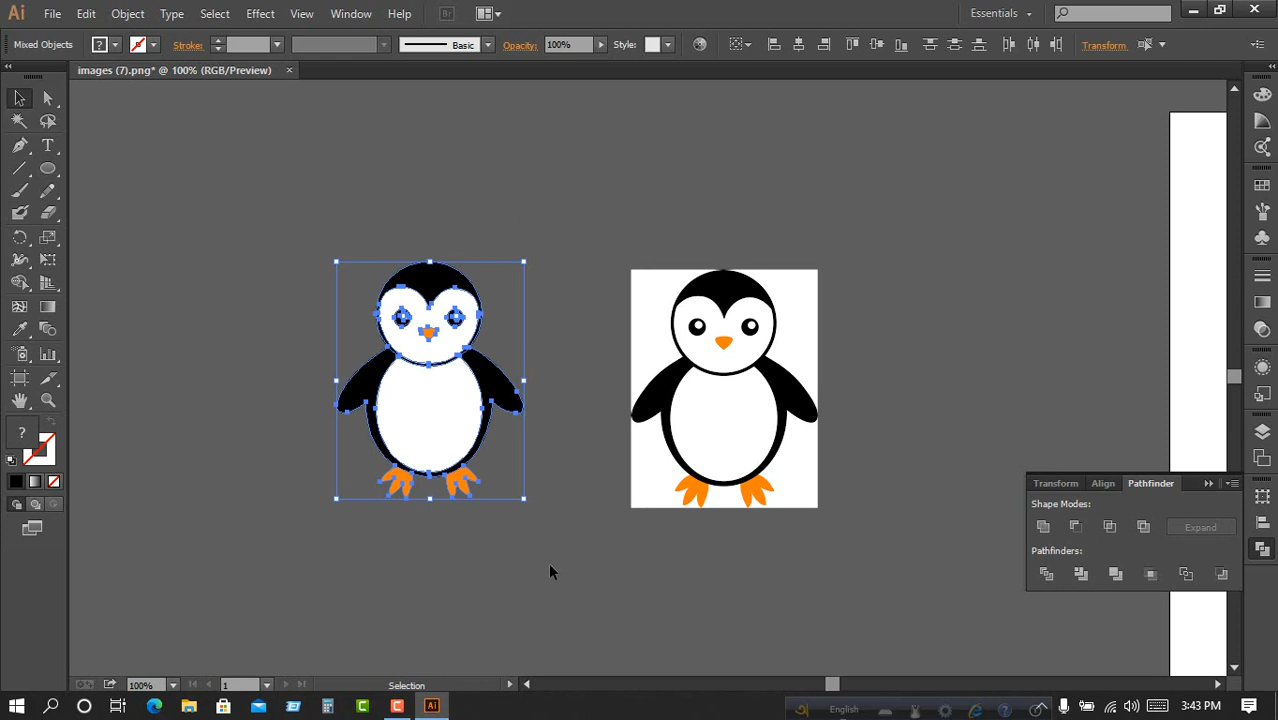 Ai File Edit Object Type Select Effect View Window Help Br Essentials
Mixed Objects ? Stroke: Basic Opacity: 100% Style: Transform
images (7).png* @ 100% (RGB/Preview)
T
?
Transform Align Pathfinder
Shape Modes:
Expand
Pathfinders:
100% 1 Selection
Ai English 3:43 PM